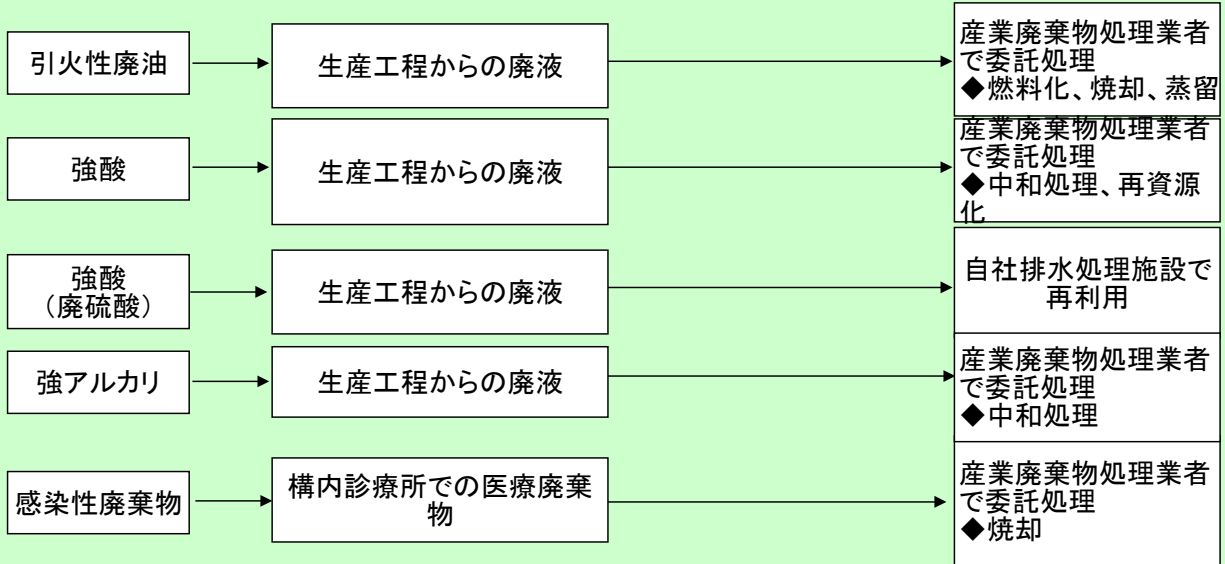 引火性廃油
生産工程からの廃液
産業廃棄物処理業者
で委託処理
◆燃料化、焼却、蒸留
強酸
生産工程からの廃液
産業廃棄物処理業者
で委託処理
◆中和処理、再資源
化
強酸
（廃硫酸）
生産工程からの廃液
自社排水処理施設で
再利用
強アルカリ
生産工程からの廃液
産業廃棄物処理業者
で委託処理
◆中和処理
感染性廃棄物
構内診療所での医療廃棄
物
産業廃棄物処理業者
で委託処理
◆焼却